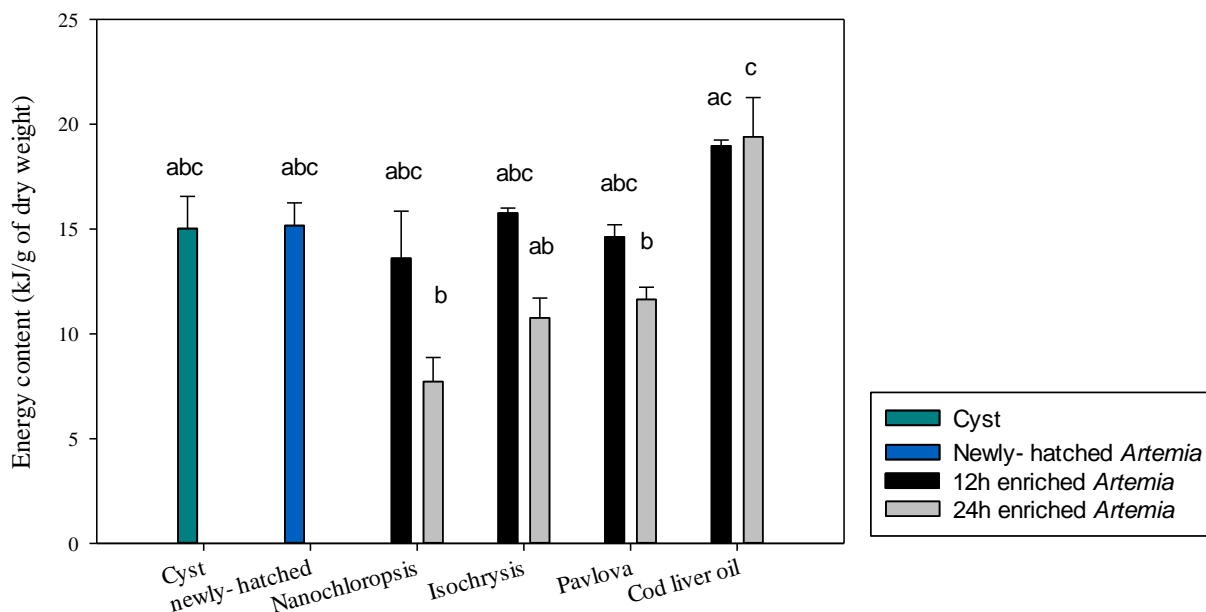 Energy content (kJ/g of dry weight)
25
20
15
10
5
0
abc
abc
abc
b
abc
ab
abc
b
ac
c
Cyst
newly- hatched
Nanochloropsis
Isochrysis
Pavlova
Cod liver oil
Cyst
Newly- hatched Artemia
12h enriched Artemia
24h enriched Artemia